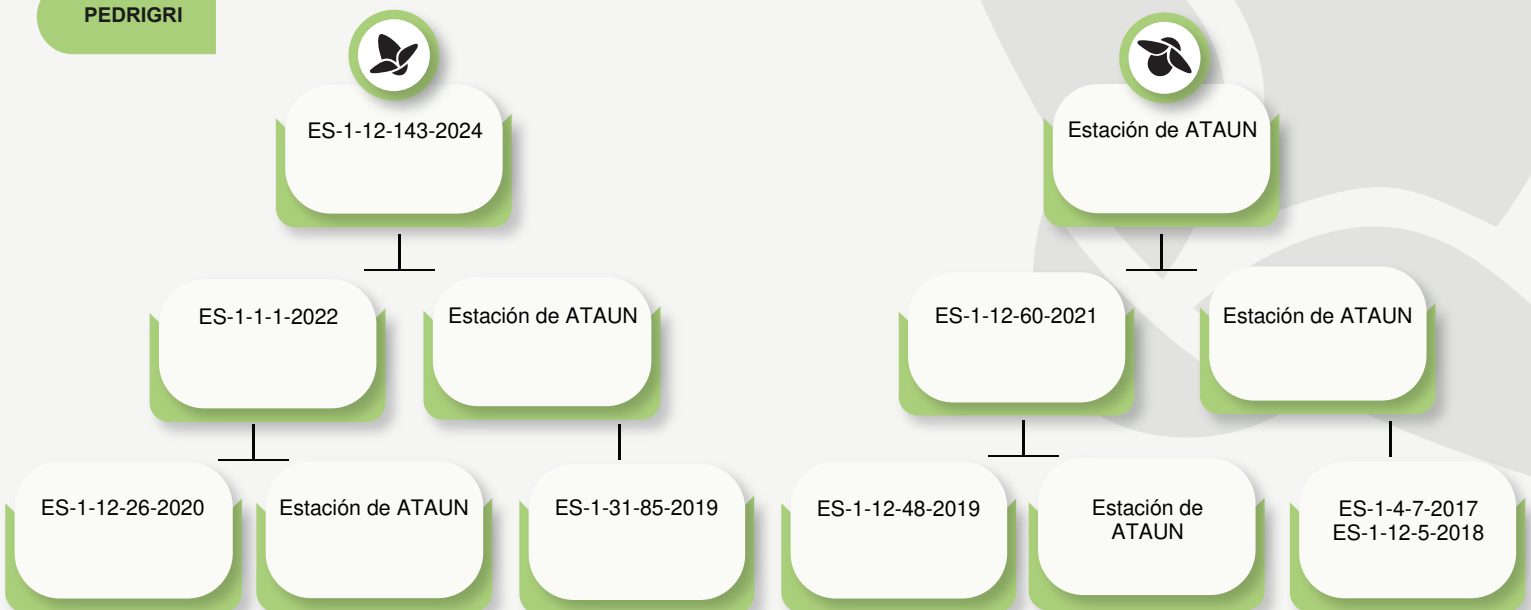 PEDRIGRI
ES-1-12-143-2024
Estación de ATAUN
ES-1-1-1-2022
Estación de ATAUN
ES-1-12-60-2021
Estación de ATAUN
ES-1-12-26-2020
Estación de ATAUN
ES-1-31-85-2019
ES-1-12-48-2019
Estación de
ATAUN
ES-1-4-7-2017
ES-1-12-5-2018